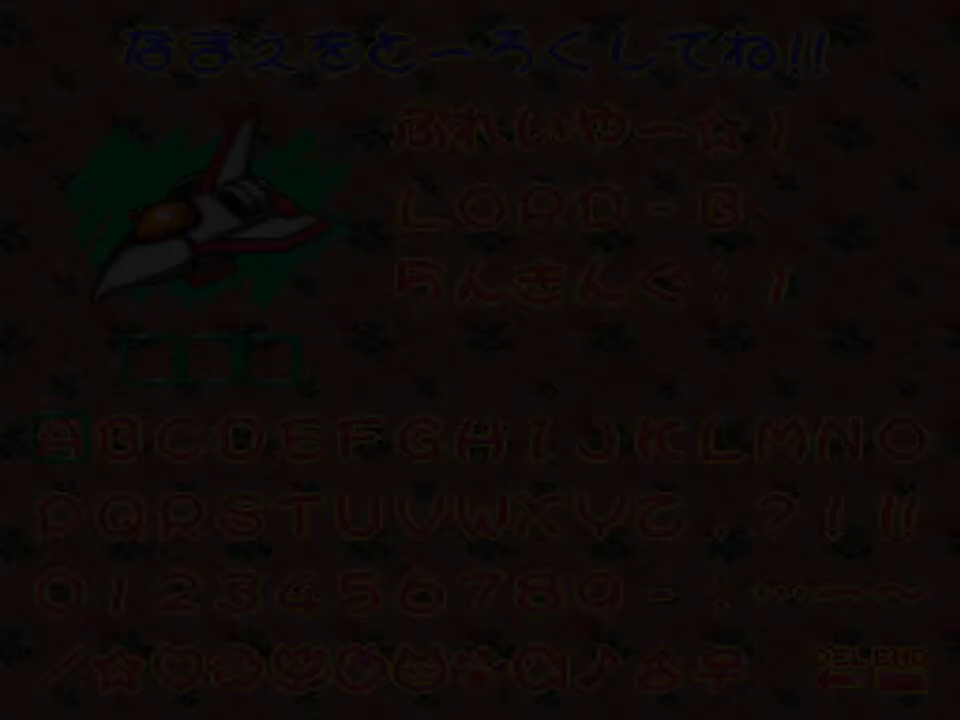 なまえをとーろくしてね!!
ぷれいやー☆1
LORD-B
らんきんぐ:1
ABCDEFGHIJKLMNO
PQRSTUVWXYZ.?!!!
0123456789-:…ー~
/☆♡♪ DEL END